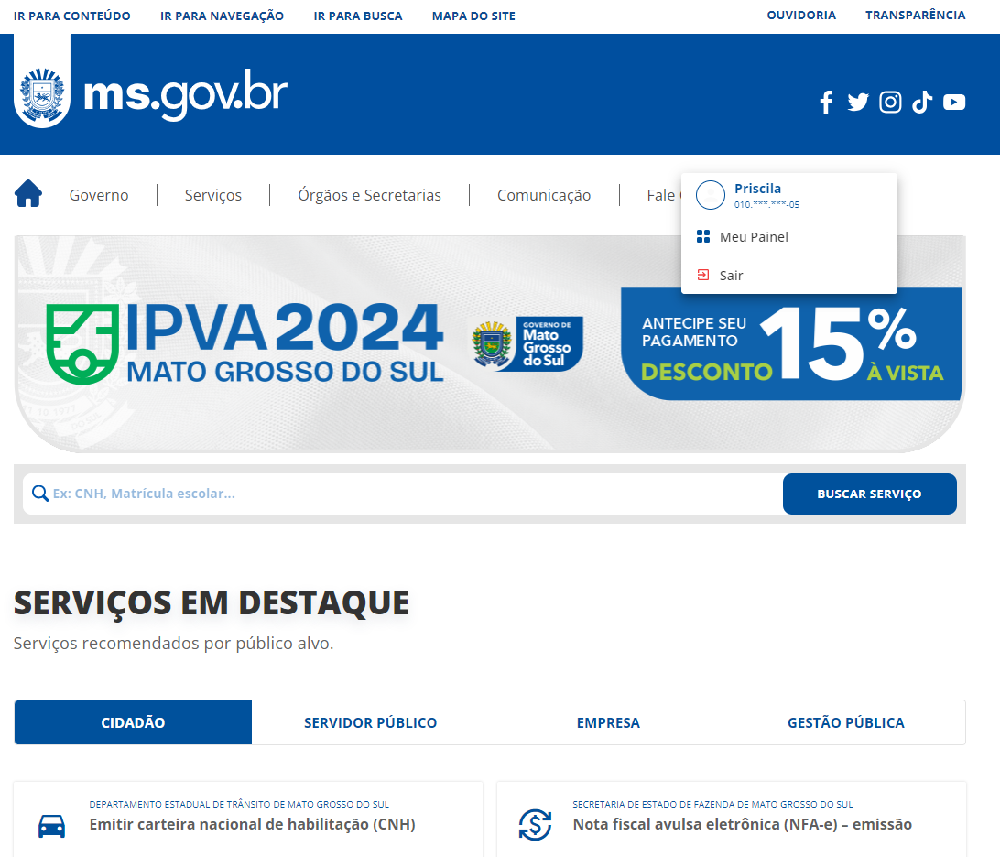 IR PARA CONTEÚDO IR PARA NAVEGAÇÃO IR PARA BUSCA MAPA DO SITE OUVIDORIA TRANSPARÊNCIA
ms.gov.br
Governo Serviços Órgãos e Secretarias Comunicação Fale
Priscila
010.***.***-05
Meu Painel
Sair
IPVA 2024
MATO GROSSO DO SUL
GOVERNO DE
Mato
Grosso
do Sul
ANTECIPE SEU
PAGAMENTO
DESCONTO 15% À VISTA
Ex: CNH, Matrícula escolar...
BUSCAR SERVIÇO
SERVIÇOS EM DESTAQUE
Serviços recomendados por público alvo.
CIDADÃO SERVIDOR PÚBLICO EMPRESA GESTÃO PÚBLICA
DEPARTAMENTO ESTADUAL DE TRÂNSITO DE MATO GROSSO DO SUL
Emitir carteira nacional de habilitação (CNH)
SECRETARIA DE ESTADO DE FAZENDA DE MATO GROSSO DO SUL
Nota fiscal avulsa eletrônica (NFA-e) – emissão